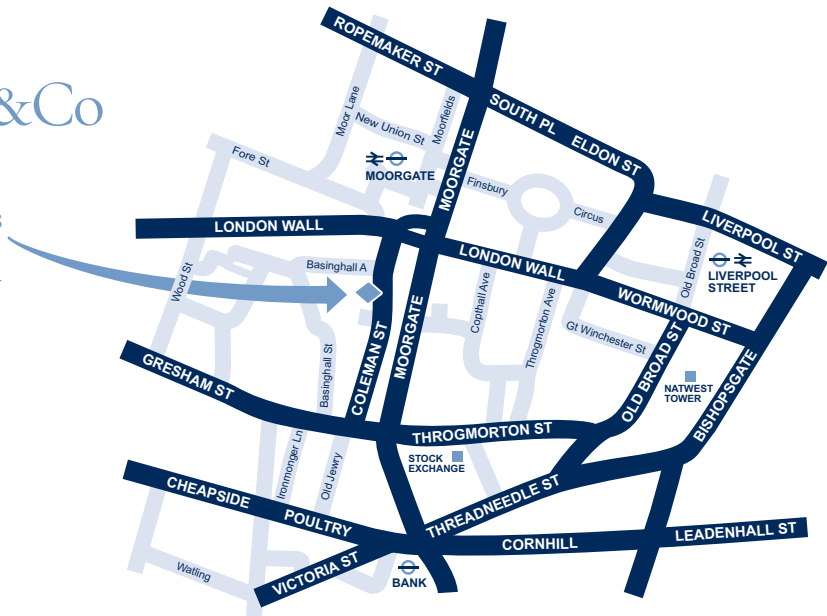 ROPEMAKER ST
&Co
SOUTH PL
ELDON ST
Moor Lane
New Union St
Moorfields
MOORGATE
MOORGATE
Fore St
Finsbury
Circus
LIVERPOOL ST
LONDON WALL
LONDON WALL
Old Broad St
LIVERPOOL
STREET
Basinghall A
Wood St
WORMWOOD ST
Copthall Ave
Throgmorton Ave
Gt Winchester St
MOORGATE
COLEMAN ST
Basinghall St
GRESHAM ST
OLD BROAD ST
NATWEST
TOWER
BISHOPSGATE
THROGMORTON ST
STOCK
EXCHANGE
Ironmonger Ln
Old Jewry
CHEAPSIDE
POULTRY
THREADNEEDLE ST
CORNHILL
LEADENHALL ST
Watling
VICTORIA ST
BANK